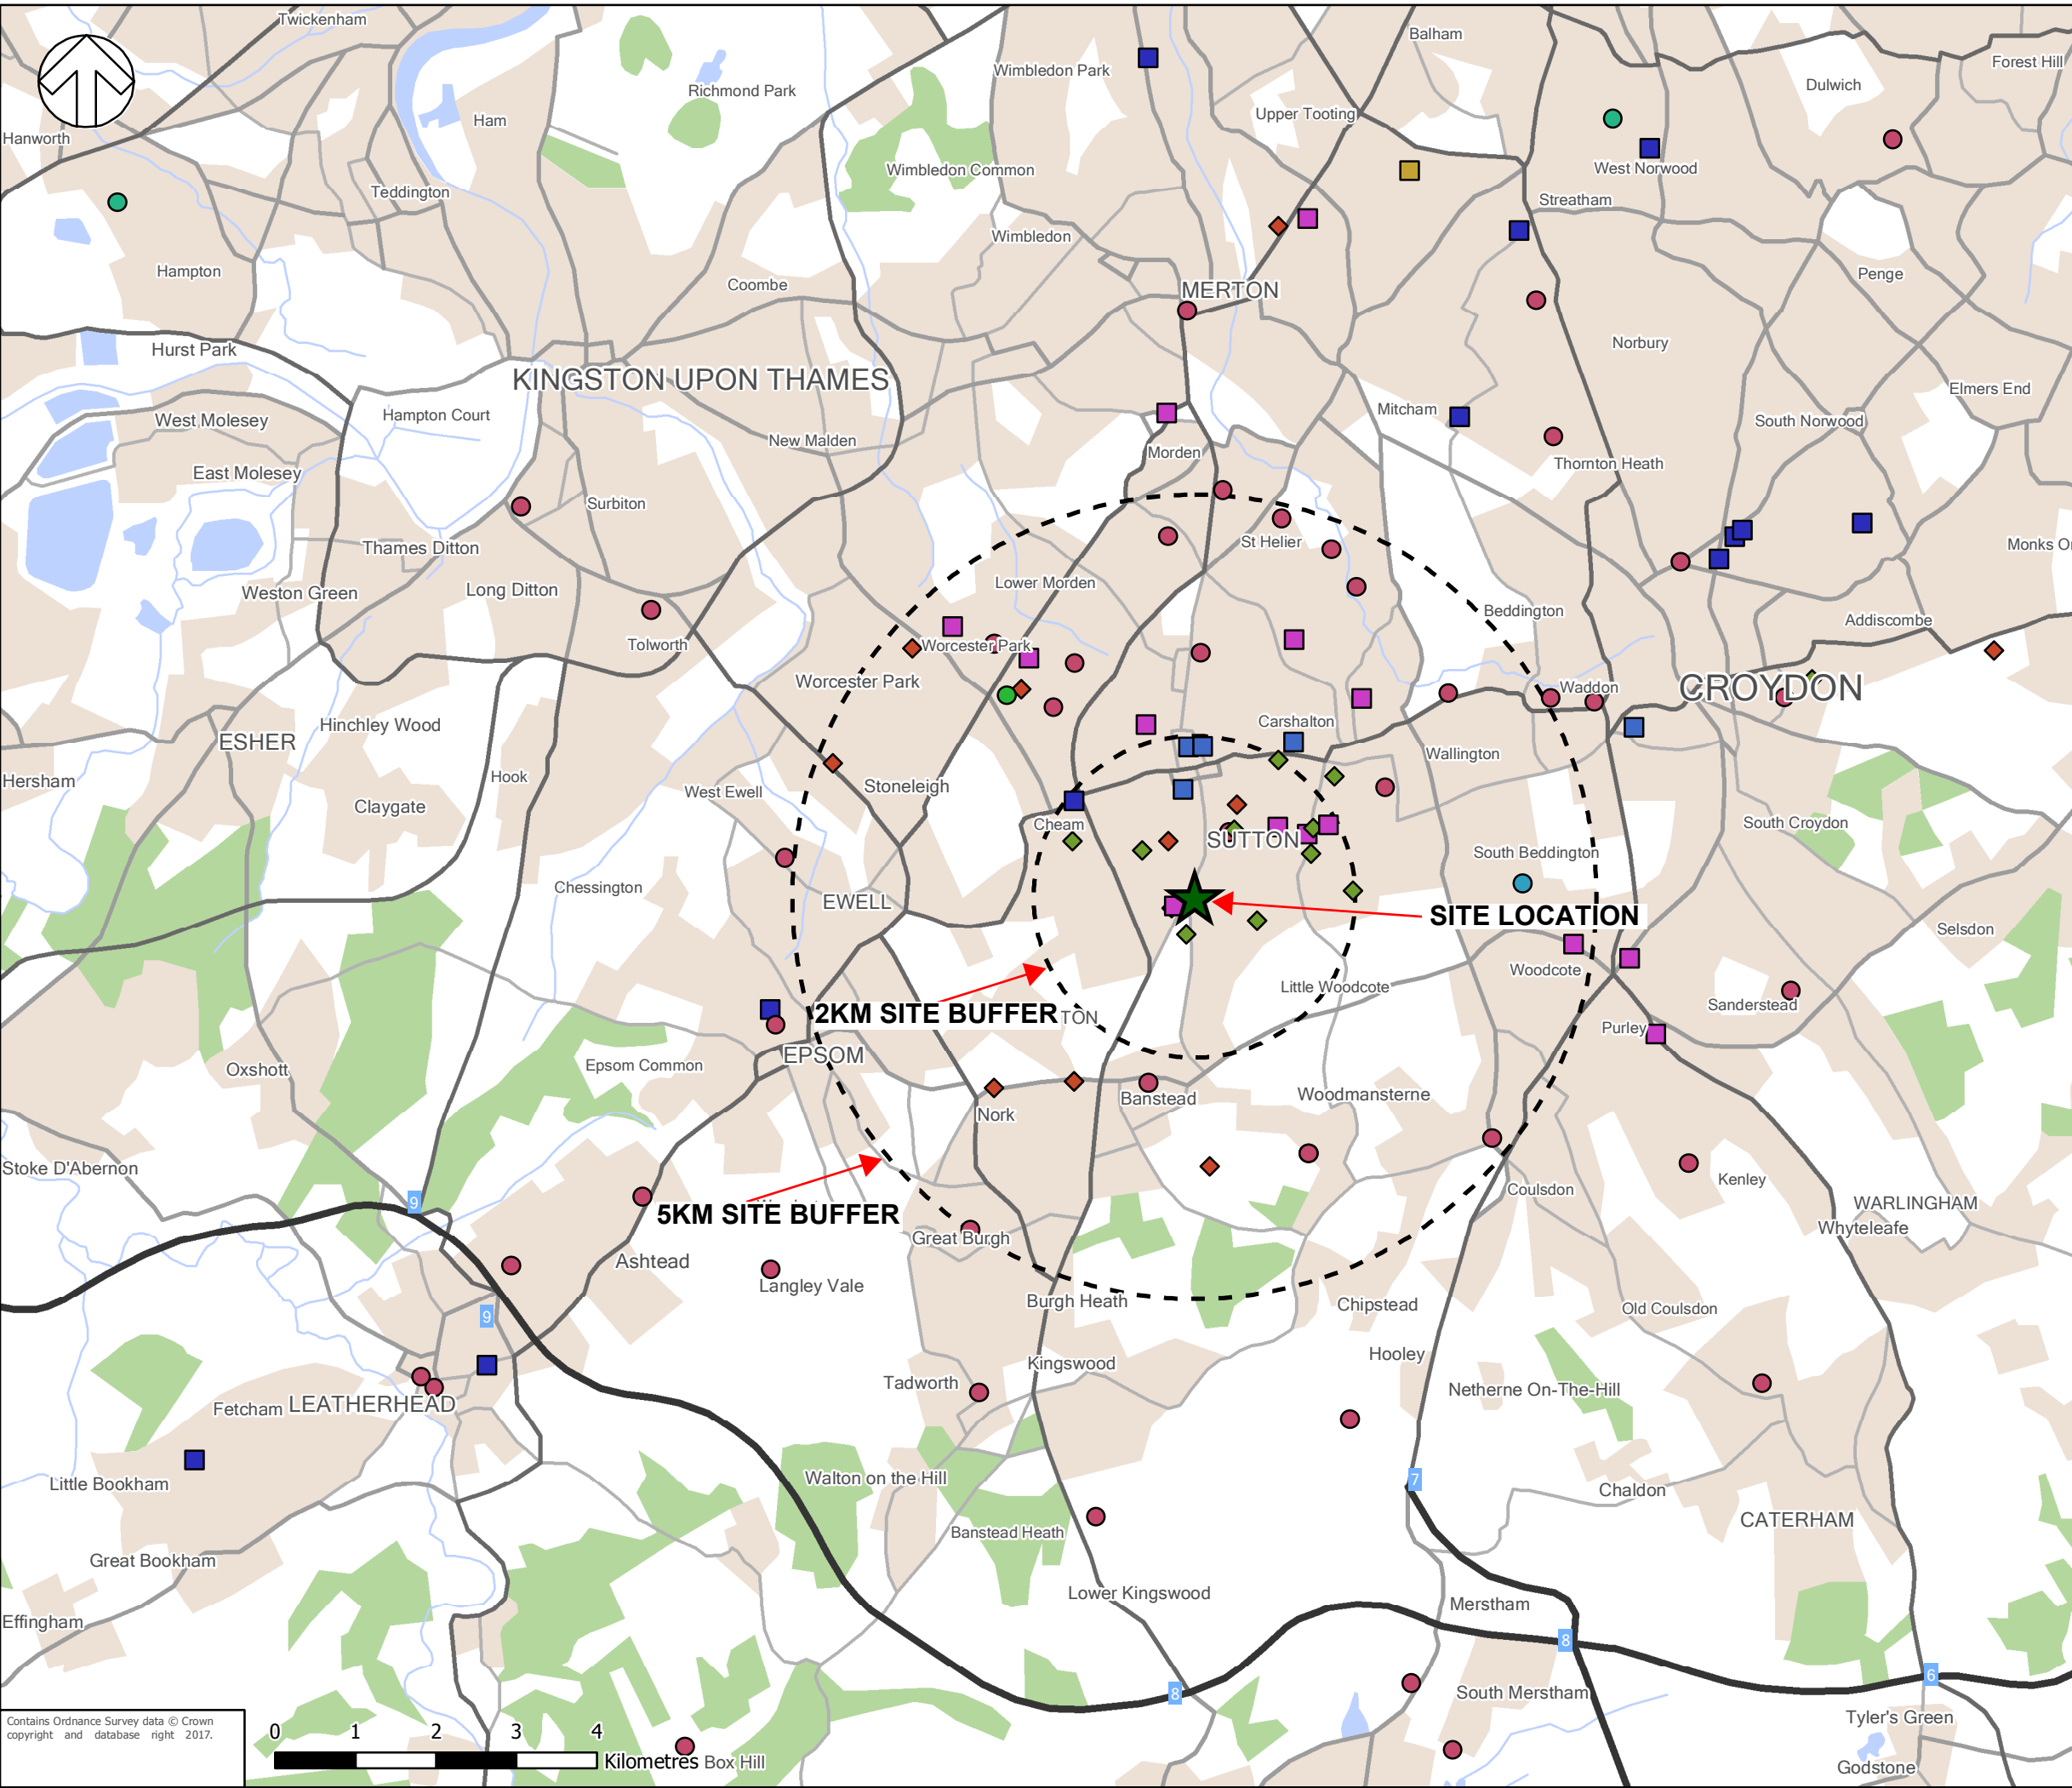 Twickenham
Balham
Forest Hill
Wimbledon Park
Richmond Park
Dulwich
Ham
Upper Tooting
Hanworth
Wimbledon Common
West Norwood
Teddington
Streatham
Wimbledon
Hampton
Penge
Coombe
MERTON
Norbury
Hurst Park
KINGSTON UPON THAMES
Elmers End
Hampton Court
Mitcham
West Molesey
South Norwood
New Malden
Morden
Thornton Heath
East Molesey
Surbiton
St Helier
Thames Ditton
Monks O
Lower Morden
Long Ditton
Weston Green
Beddington
Addiscombe
Tolworth
Worcester Park
Worcester Park
Waddon
CROYDON
Hinchley Wood
Carshalton
ESHER
Wallington
Hersham
Hook
Stoneleigh
West Ewell
Claygate
Cheam
South Croydon
SUTTON
South Beddington
Chessington
EWELL
SITE LOCATION
Selsdon
Woodcote
Little Woodcote
Sanderstead
2KM SITE BUFFER
TON
Purley
EPSOM
Epsom Common
Oxshott
Woodmansterne
Banstead
Nork
Stoke D'Abernon
Kenley
Coulsdon
9
WARLINGHAM
5KM SITE BUFFER
Whyteleafe
Great Burgh
Ashtead
Langley Vale
Burgh Heath
Chipstead
Old Coulsdon
9
Hooley
Kingswood
Tadworth
Netherne On-The-Hill
LEATHERHEAD
Fetcham
Walton on the Hill
7
Little Bookham
Chaldon
CATERHAM
Banstead Heath
Great Bookham
Lower Kingswood
Merstham
Effingham
8
6
8
South Merstham
Contains Ordnance Survey data © Crown
copyright and database right 2017.
Tyler's Green
0 1 2 3 4
Kilometres
Box Hill
Godstone